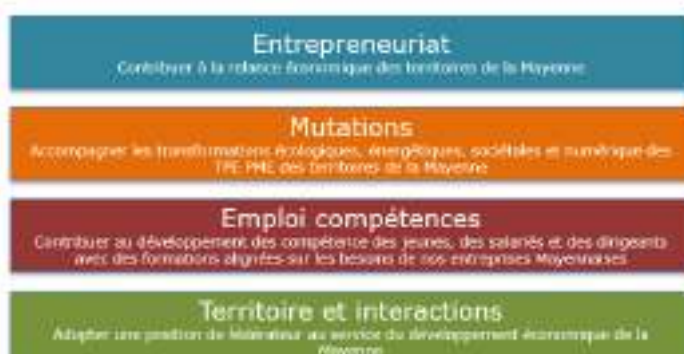 Entrepreneuriat
Contribuer à la relance économique des territoires de la Mayenne
Mutations
Accompagner les transformations écologiques, énergétiques, sociétales et numérique des
TPE PME des territoires de la Mayenne
Emploi compétences
Contribuer au développement des compétence des jeunes, des salariés et des dirigeants
avec des formations alignées sur les besoins de nos entreprises Mayennaises
Territoire et interactions
Adopter une position de fédérateur au service du développement économique de la
Mayenne